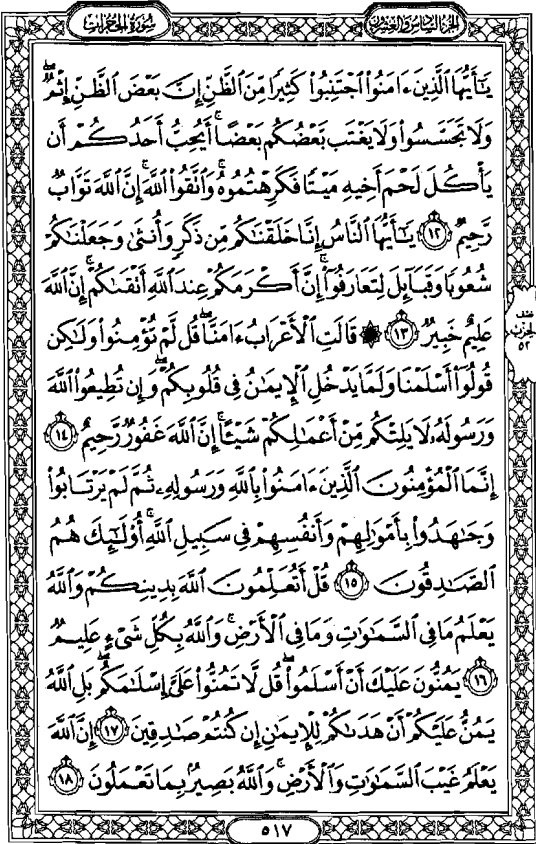 الجزء السادس والعشرون
سورة الحجرات
يَٰٓأَيُّهَا ٱلَّذِينَ ءَامَنُوا۟ ٱجْتَنِبُوا۟ كَثِيرًا مِّنَ ٱلظَّنِّ إِنَّ بَعْضَ ٱلظَّنِّ إِثْمٌۖ
وَلَا تَجَسَّسُوا۟ وَلَا يَغْتَب بَّعْضُكُم بَعْضًاۚ أَيُحِبُّ أَحَدُكُمْ أَن
يَأْكُلَ لَحْمَ أَخِيهِ مَيْتًا فَكَرِهْتُمُوهُۚ وَٱتَّقُوا۟ ٱللَّهَۚ إِنَّ ٱللَّهَ تَوَّابٌ
رَّحِيمٌ ۝١٢ يَٰٓأَيُّهَا ٱلنَّاسُ إِنَّا خَلَقْنَٰكُم مِّن ذَكَرٍ وَأُنثَىٰ وَجَعَلْنَٰكُمْ
شُعُوبًا وَقَبَآئِلَ لِتَعَارَفُوٓا۟ۚ إِنَّ أَكْرَمَكُمْ عِندَ ٱللَّهِ أَتْقَىٰكُمْۚ إِنَّ ٱللَّهَ
عَلِيمٌ خَبِيرٌ ۝١٣ ۞ قَالَتِ ٱلْأَعْرَابُ ءَامَنَّاۖ قُل لَّمْ تُؤْمِنُوا۟ وَلَٰكِن
قُولُوٓا۟ أَسْلَمْنَا وَلَمَّا يَدْخُلِ ٱلْإِيمَٰنُ فِى قُلُوبِكُمْۖ وَإِن تُطِيعُوا۟ ٱللَّهَ
وَرَسُولَهُۥ لَا يَلِتْكُم مِّنْ أَعْمَٰلِكُمْ شَيْـًٔاۚ إِنَّ ٱللَّهَ غَفُورٌ رَّحِيمٌ ۝١٤
إِنَّمَا ٱلْمُؤْمِنُونَ ٱلَّذِينَ ءَامَنُوا۟ بِٱللَّهِ وَرَسُولِهِۦ ثُمَّ لَمْ يَرْتَابُوا۟
وَجَٰهَدُوا۟ بِأَمْوَٰلِهِمْ وَأَنفُسِهِمْ فِى سَبِيلِ ٱللَّهِۚ أُو۟لَٰٓئِكَ هُمُ
ٱلصَّٰدِقُونَ ۝١٥ قُلْ أَتُعَلِّمُونَ ٱللَّهَ بِدِينِكُمْ وَٱللَّهُ
يَعْلَمُ مَا فِى ٱلسَّمَٰوَٰتِ وَمَا فِى ٱلْأَرْضِۚ وَٱللَّهُ بِكُلِّ شَىْءٍ عَلِيمٌ
۝١٦ يَمُنُّونَ عَلَيْكَ أَنْ أَسْلَمُوا۟ۖ قُل لَّا تَمُنُّوا۟ عَلَىَّ إِسْلَٰمَكُمۖ بَلِ ٱللَّهُ
يَمُنُّ عَلَيْكُمْ أَنْ هَدَىٰكُمْ لِلْإِيمَٰنِ إِن كُنتُمْ صَٰدِقِينَ ۝١٧ إِنَّ ٱللَّهَ
يَعْلَمُ غَيْبَ ٱلسَّمَٰوَٰتِ وَٱلْأَرْضِۚ وَٱللَّهُ بَصِيرٌۢ بِمَا تَعْمَلُونَ ۝١٨
نصف
الحزب
٥٢
٥١٧